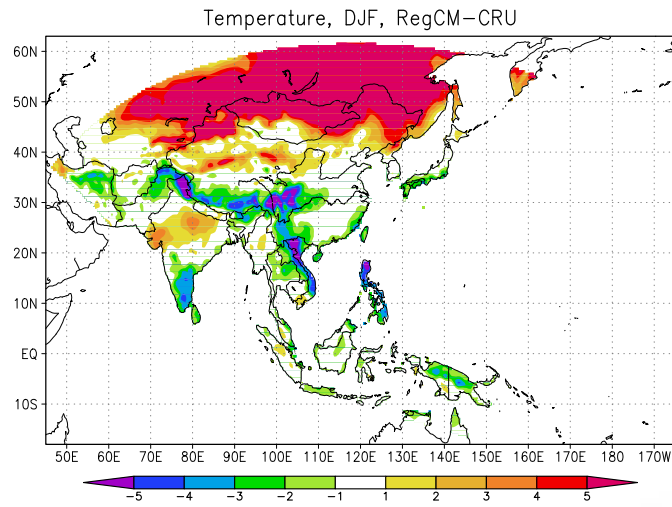 Temperature, DJF, RegCM-CRU
60N
50N
40N
30N
20N
10N
EQ
10S
50E 60E 70E 80E 90E 100E 110E 120E 130E 140E 150E 160E 170E 180 170W
-5 -4 -3 -2 -1 1 2 3 4 5